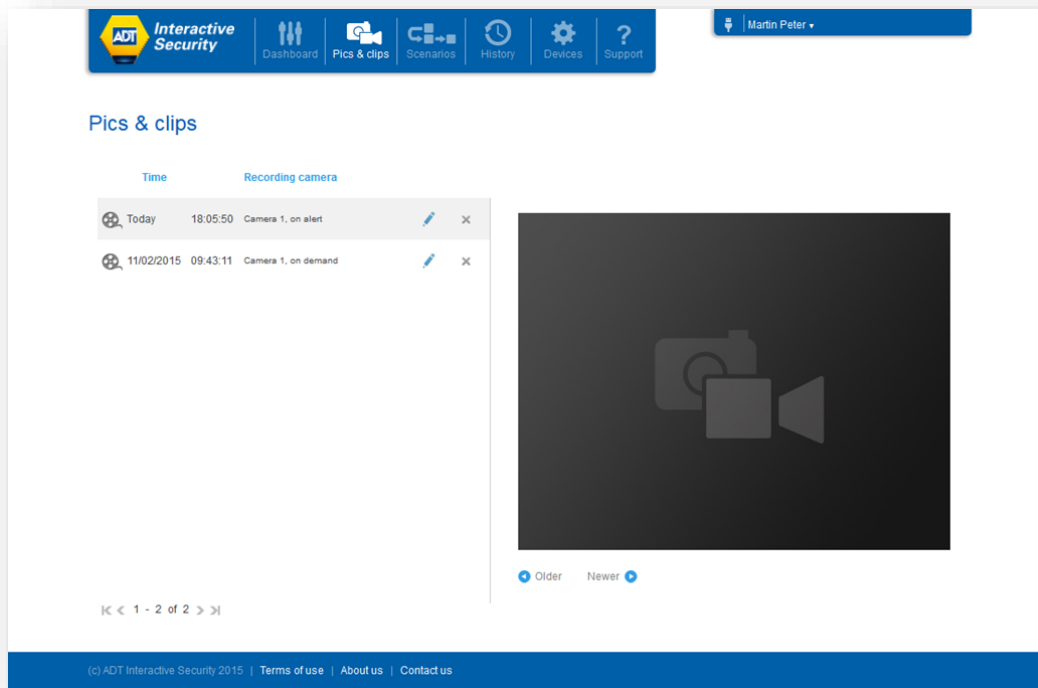 ADT
Interactive
Security
Dashboard
Pics & clips
Scenarios
History
Devices
?
Support
Martin Peter
Pics & clips
Time Recording camera
Today 18:05:50 Camera 1, on alert
11/02/2015 09:43:11 Camera 1, on demand
Older Newer
1 - 2 of 2
(c) ADT Interactive Security 2015 | Terms of use | About us | Contact us